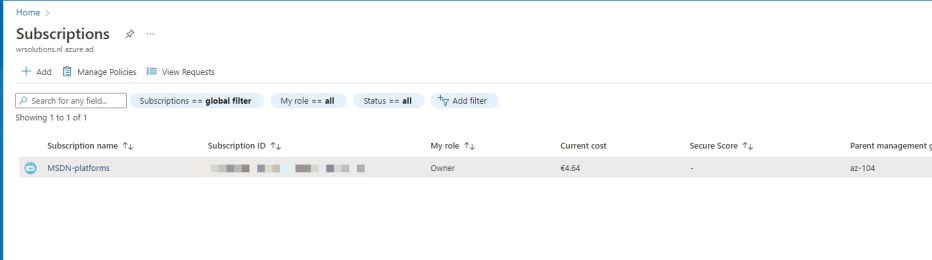 Home >
Subscriptions ...
wrsolutions.nl azure ad
+ Add Manage Policies View Requests
Search for any field... Subscriptions == global filter My role == all Status == all Add filter
Showing 1 to 1 of 1
Subscription name ↑↓ Subscription ID ↑↓ My role ↑↓ Current cost Secure Score ↑↓ Parent management g
MSDN-platforms Owner €4.64 - az-104